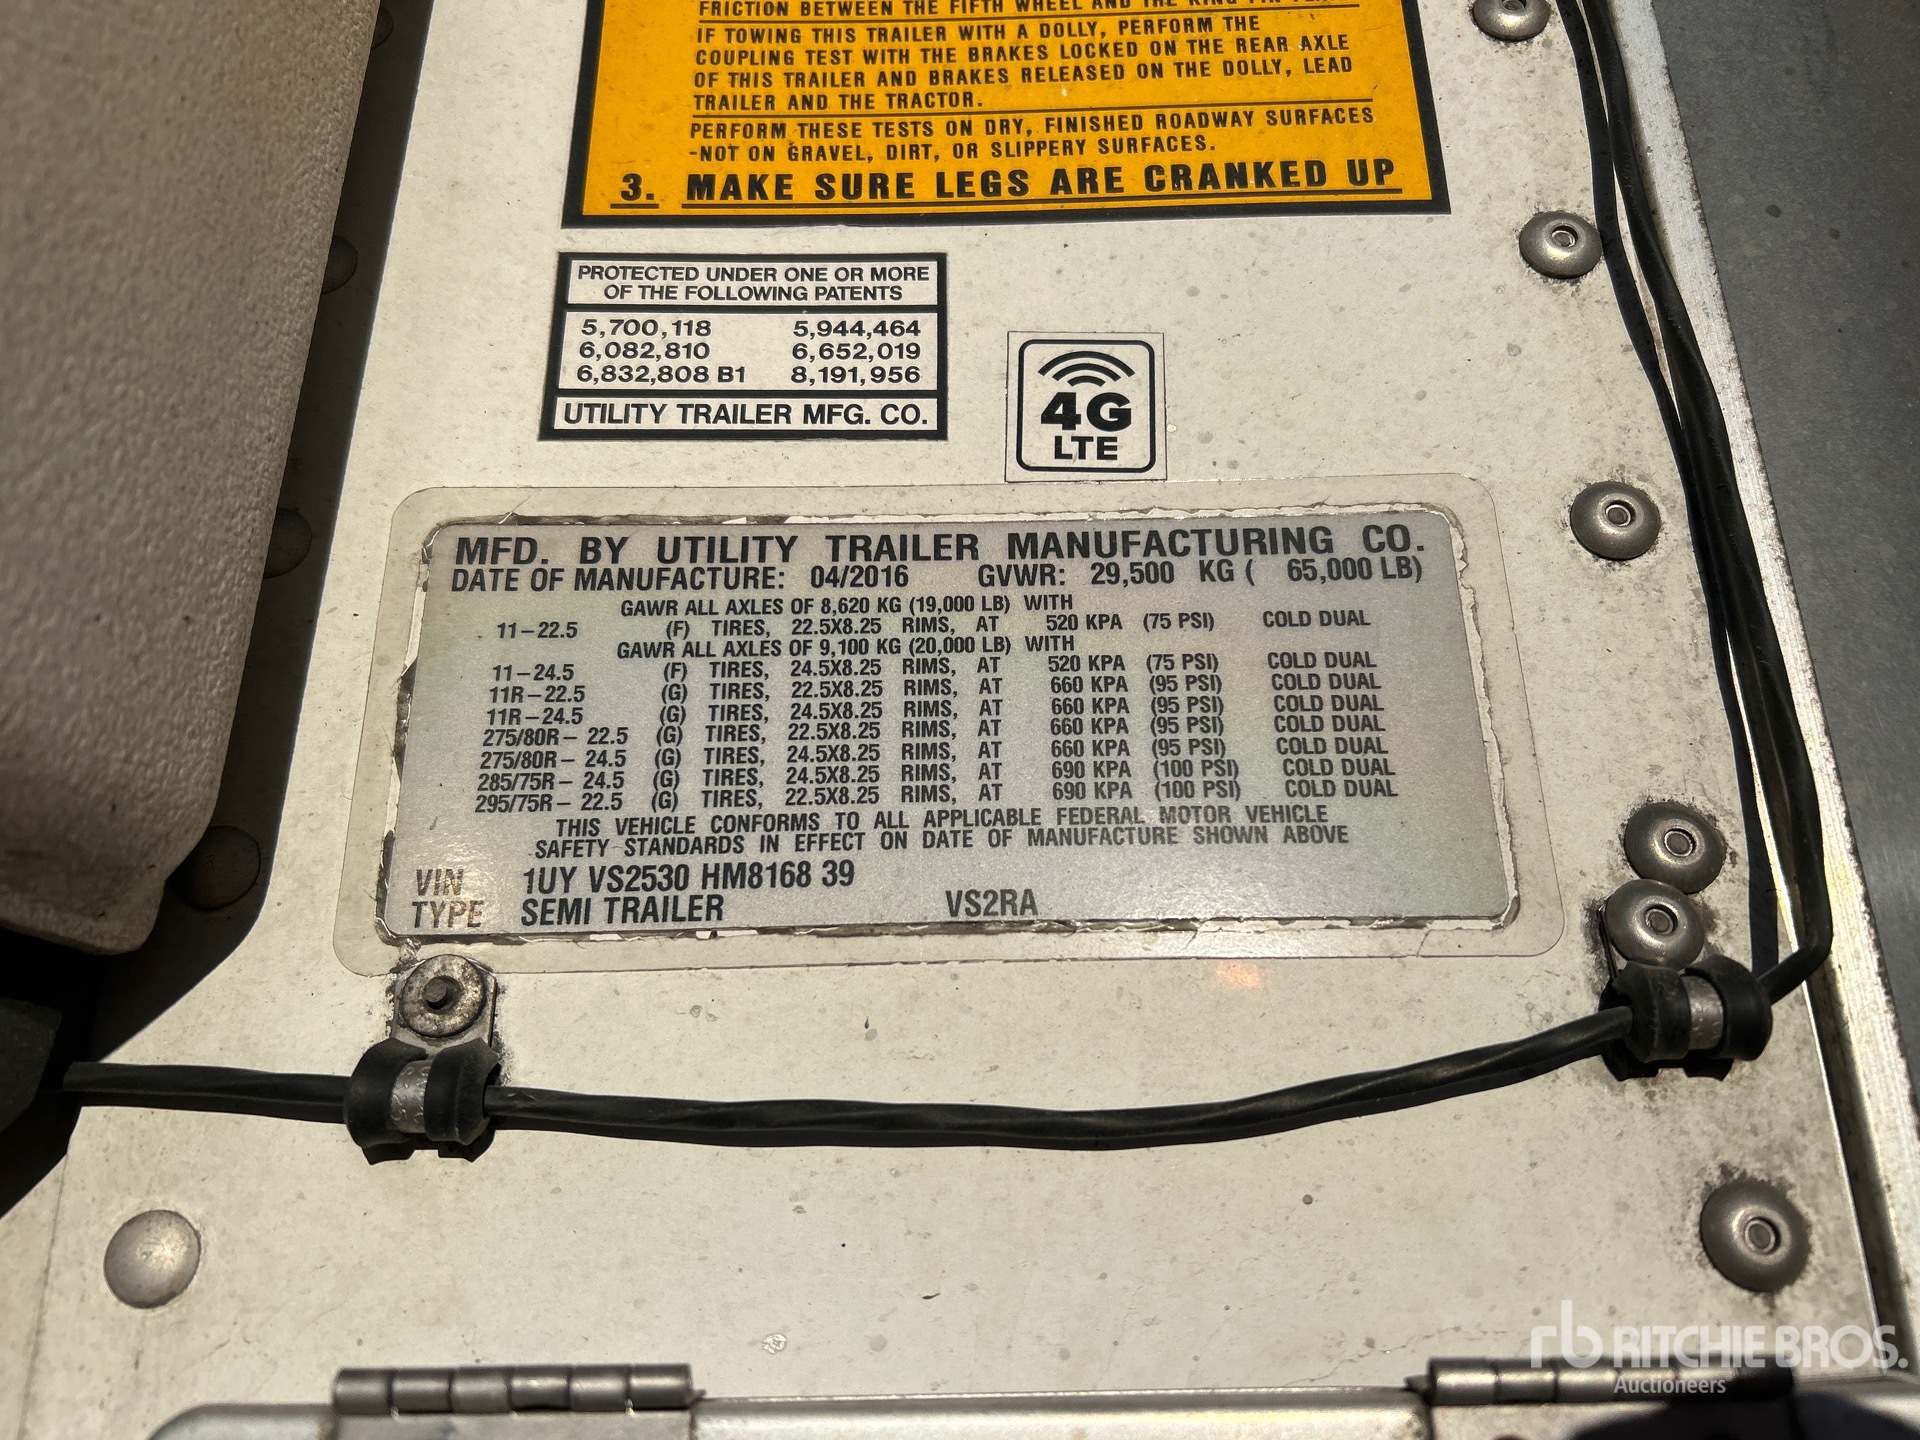 FRICTION BETWEEN THE FIFTH WHEEL AND THE KING PIN
IF TOWING THIS TRAILER WITH A DOLLY, PERFORM THE
COUPLING TEST WITH THE BRAKES LOCKED ON THE REAR AXLE
OF THIS TRAILER AND BRAKES RELEASED ON THE DOLLY, LEAD
TRAILER AND THE TRACTOR.
PERFORM THESE TESTS ON DRY, FINISHED ROADWAY SURFACES
-NOT ON GRAVEL, DIRT, OR SLIPPERY SURFACES.
3. MAKE SURE LEGS ARE CRANKED UP
PROTECTED UNDER ONE OR MORE
OF THE FOLLOWING PATENTS
5,700,118 5,944,464
6,082,810 6,652,019
6,832,808 B1 8,191,956
UTILITY TRAILER MFG. CO.
4G
LTE
MFD. BY UTILITY TRAILER MANUFACTURING CO.
DATE OF MANUFACTURE: 04/2016 GVWR: 29,500 KG ( 65,000 LB)
GAWR ALL AXLES OF 8,620 KG (19,000 LB) WITH
11-22.5 (F) TIRES, 22.5X8.25 RIMS, AT 520 KPA (75 PSI) COLD DUAL
GAWR ALL AXLES OF 9,100 KG (20,000 LB) WITH
11-24.5 (F) TIRES, 24.5X8.25 RIMS, AT 520 KPA (75 PSI) COLD DUAL
11R-22.5 (G) TIRES, 22.5X8.25 RIMS, AT 660 KPA (95 PSI) COLD DUAL
11R-24.5 (G) TIRES, 24.5X8.25 RIMS, AT 660 KPA (95 PSI) COLD DUAL
275/80R- 22.5 (G) TIRES, 22.5X8.25 RIMS, AT 660 KPA (95 PSI) COLD DUAL
275/80R- 24.5 (G) TIRES, 24.5X8.25 RIMS, AT 660 KPA (95 PSI) COLD DUAL
285/75R- 24.5 (G) TIRES, 24.5X8.25 RIMS, AT 690 KPA (100 PSI) COLD DUAL
295/75R- 22.5 (G) TIRES, 22.5X8.25 RIMS, AT 690 KPA (100 PSI) COLD DUAL
THIS VEHICLE CONFORMS TO ALL APPLICABLE FEDERAL MOTOR VEHICLE
SAFETY STANDARDS IN EFFECT ON DATE OF MANUFACTURE SHOWN ABOVE
VIN 1UY VS2530 HM8168 39
TYPE SEMI TRAILER VS2RA
rb RITCHIE BROS.
Auctioneers